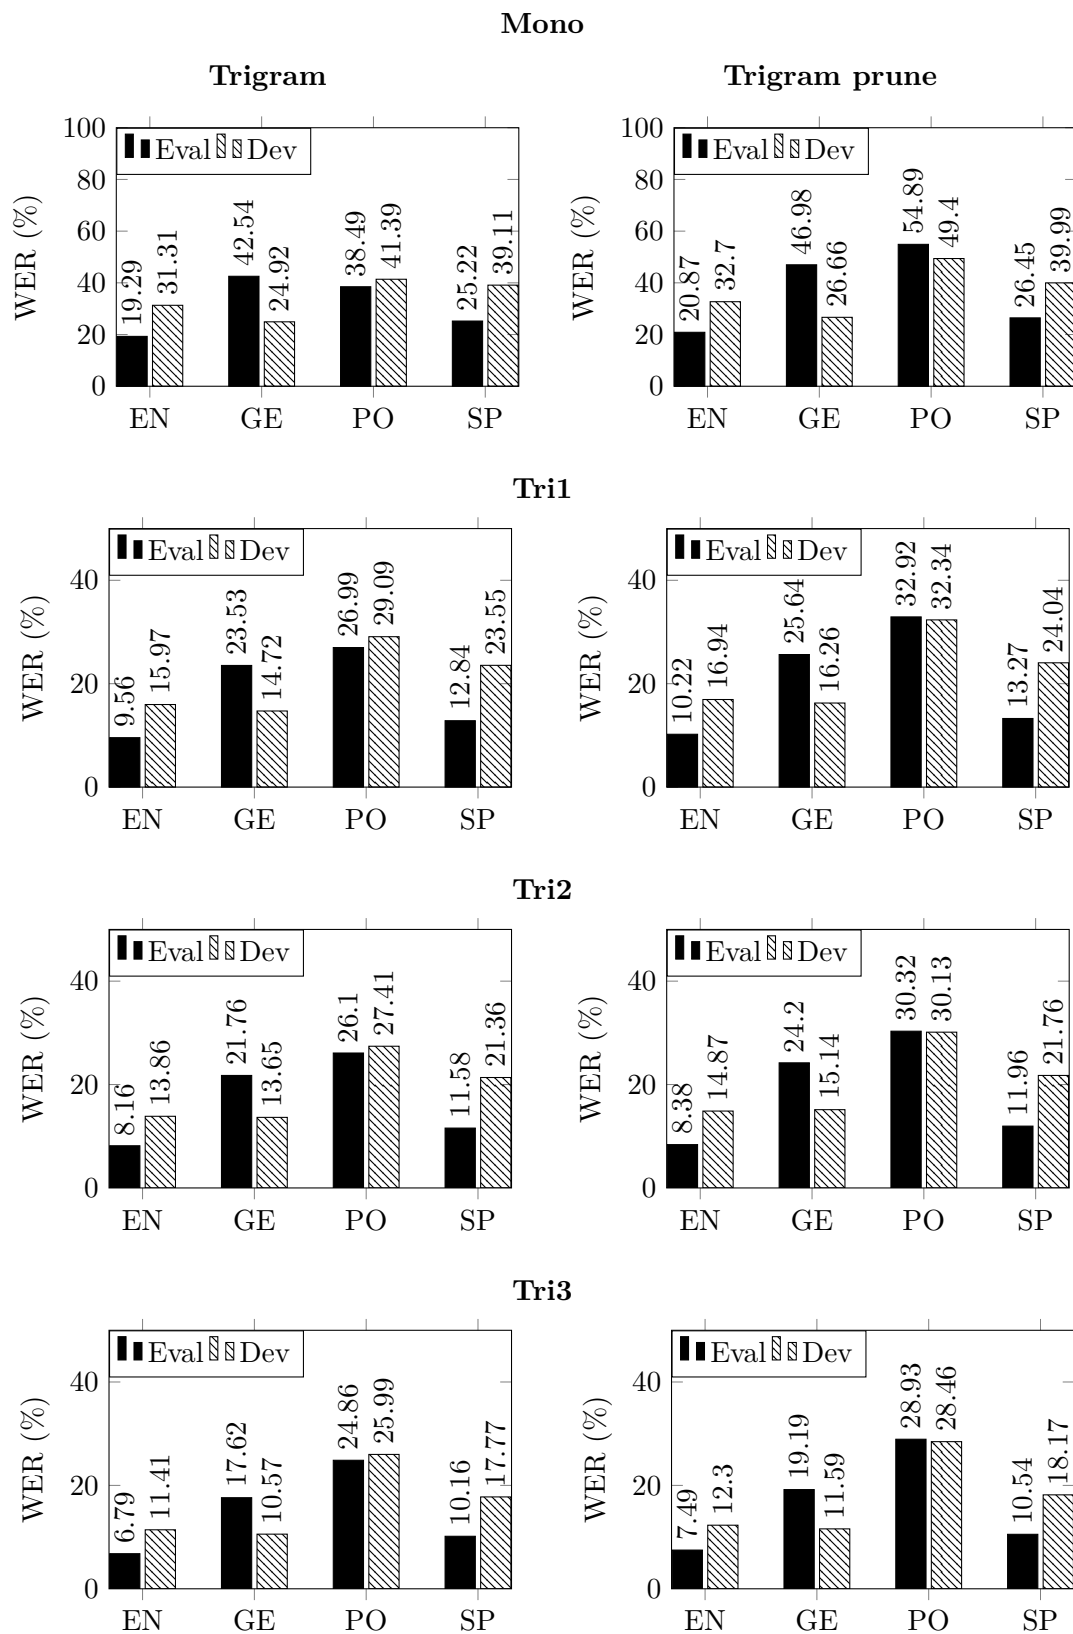 Mono
Trigram
Trigram prune
Eval Dev
WER (%)
100
80
60
40
20
0
19.29 31.31 42.54 24.92 38.49 41.39 25.22 39.11
EN GE PO SP
Eval Dev
WER (%)
100
80
60
40
20
0
20.87 32.7 46.98 26.66 54.89 49.4 26.45 39.99
EN GE PO SP
Tri1
Eval Dev
WER (%)
40
20
0
9.56 15.97 23.53 14.72 26.99 29.09 12.84 23.55
EN GE PO SP
Eval Dev
WER (%)
40
20
0
10.22 16.94 25.64 16.26 32.92 32.34 13.27 24.04
EN GE PO SP
Tri2
Eval Dev
WER (%)
40
20
0
8.16 13.86 21.76 13.65 26.1 27.41 11.58 21.36
EN GE PO SP
Eval Dev
WER (%)
40
20
0
8.38 14.87 24.2 15.14 30.32 30.13 11.96 21.76
EN GE PO SP
Tri3
Eval Dev
WER (%)
40
20
0
6.79 11.41 17.62 10.57 24.86 25.99 10.16 17.77
EN GE PO SP
Eval Dev
WER (%)
40
20
0
7.49 12.3 19.19 11.59 28.93 28.46 10.54 18.17
EN GE PO SP